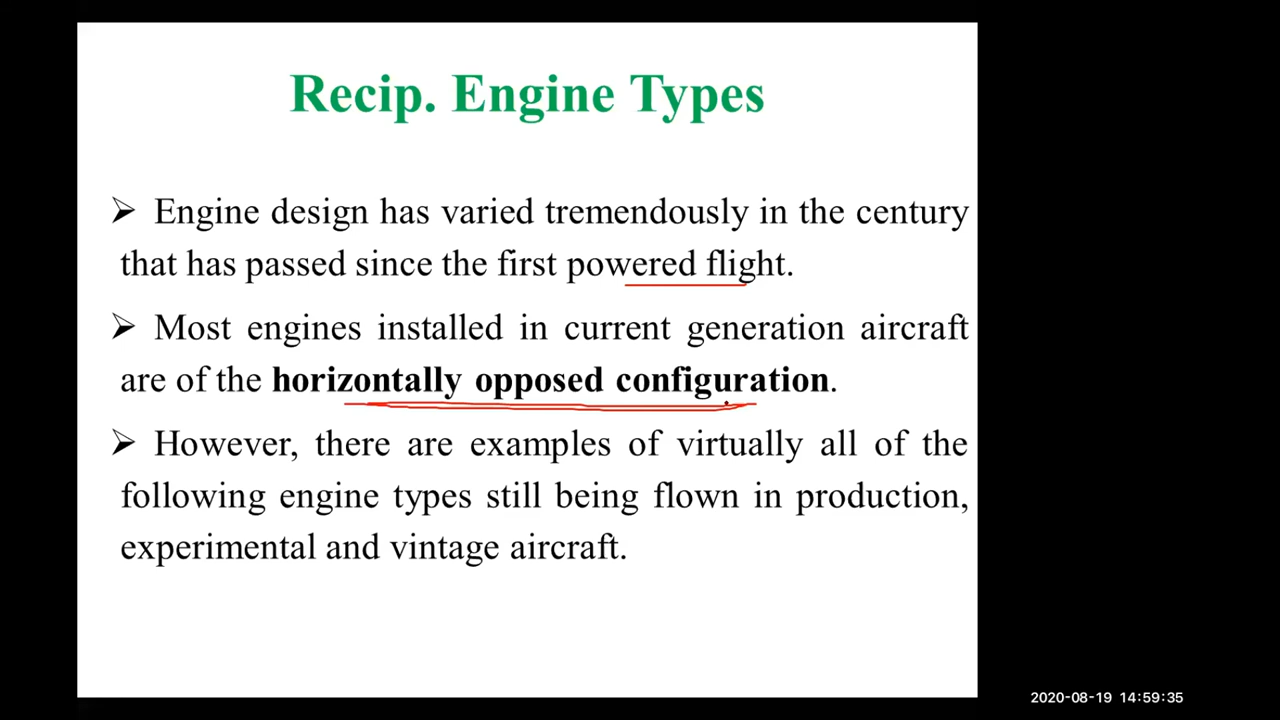 Recip. Engine Types
➢ Engine design has varied tremendously in the century
that has passed since the first powered flight.
➢ Most engines installed in current generation aircraft
are of the horizontally opposed configuration.
➢ However, there are examples of virtually all of the
following engine types still being flown in production,
experimental and vintage aircraft.
2020-08-19 14:59:35